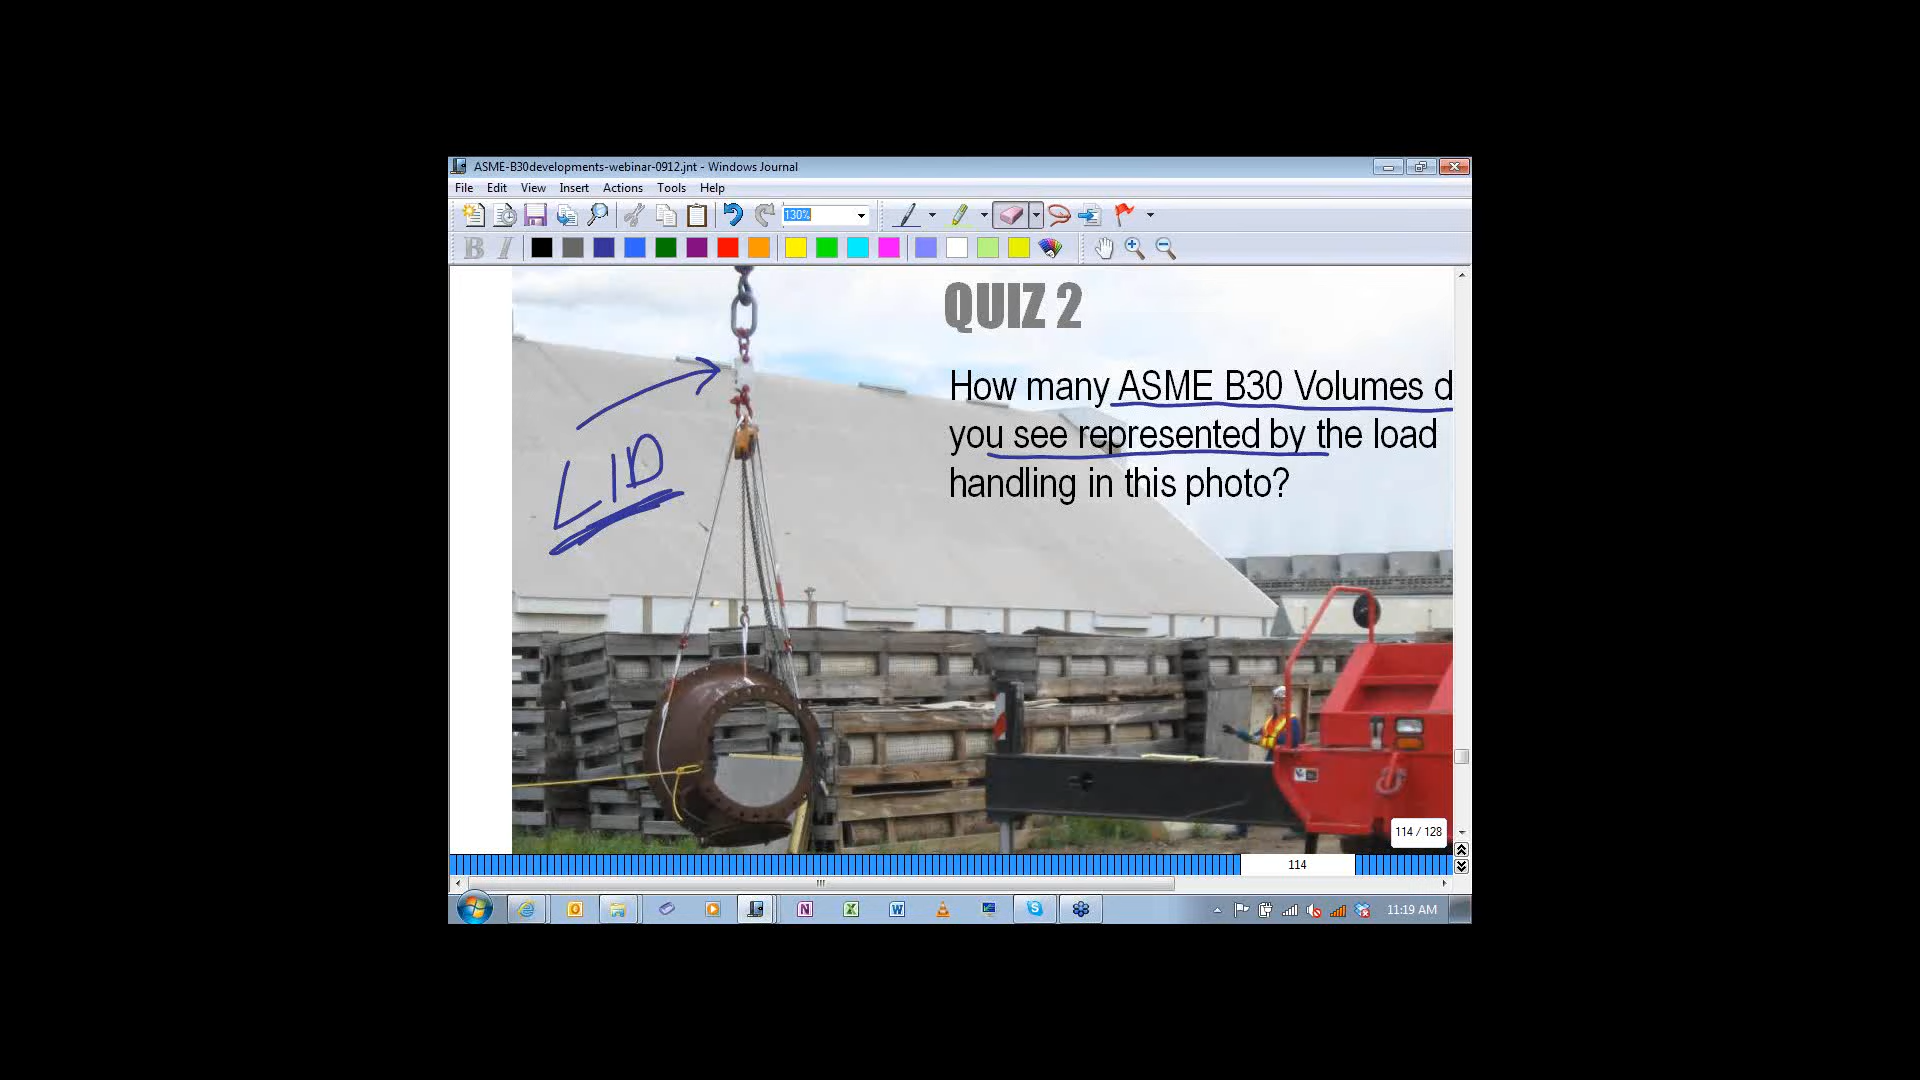 ASME-B30developments-webinar-0912.jnt - Windows Journal
File Edit View Insert Actions Tools Help
130%
B I
QUIZ 2
How many ASME B30 Volumes d
you see represented by the load
handling in this photo?
LID
114 / 128
114
11:19 AM